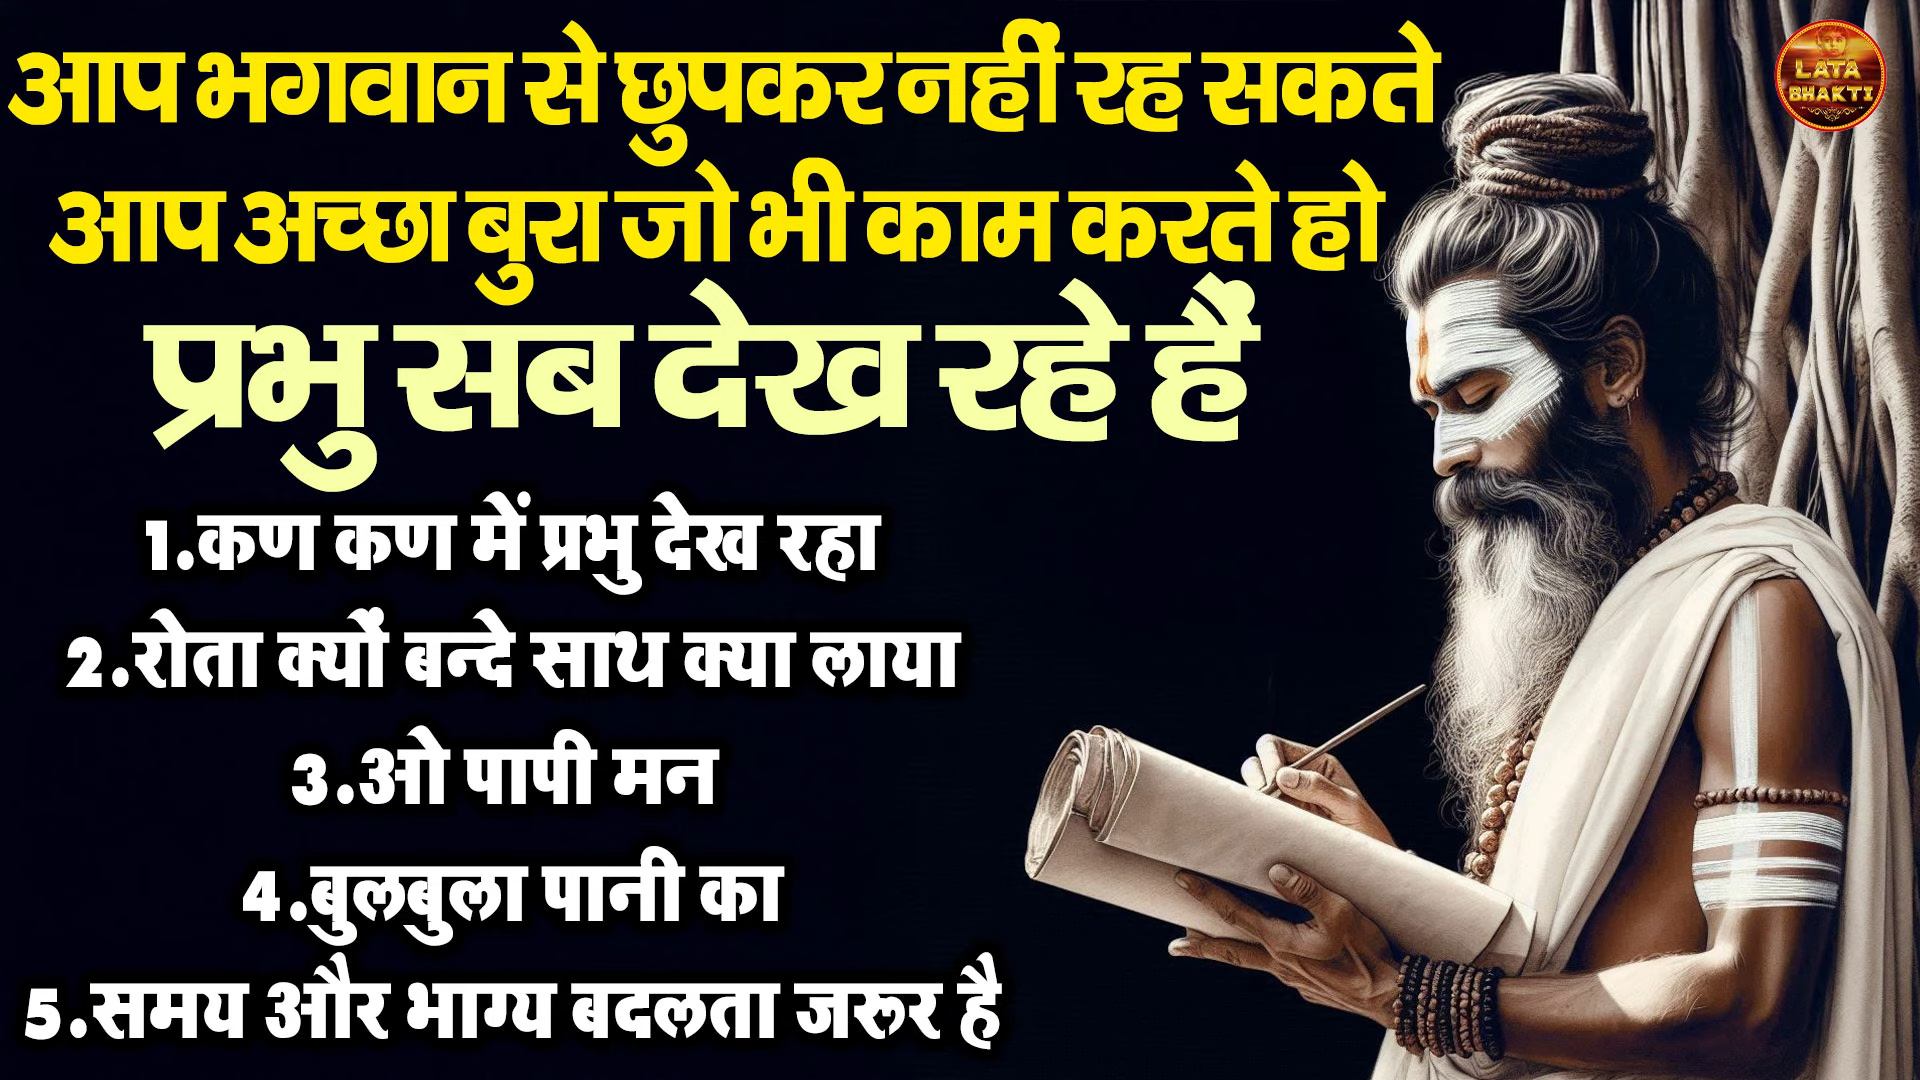 आप भगवान से छुपकर नहीं रह सकते
आप अच्छा बुरा जो भी काम करते हो
प्रभु सब देख रहे हैं
1.कण कण में प्रभु देख रहा
2.रोता क्यों बन्दे साथ क्या लाया
3.ओ पापी मन
4.बुलबुला पानी का
5.समय और भाग्य बदलता जरूर है
LATA
BHAKTI